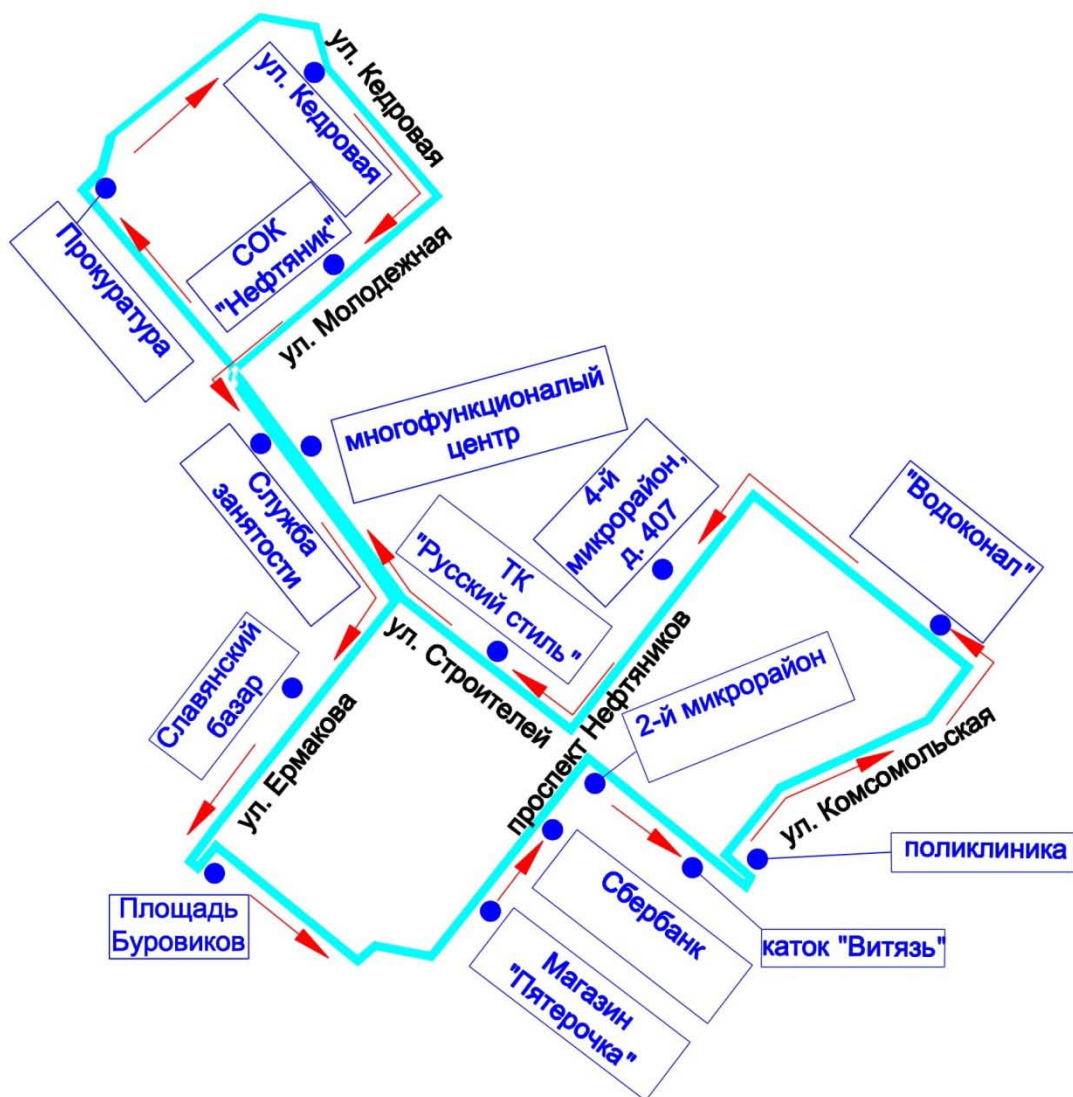 ул. Кедровая
ул. Кедровая
СОК
"Нефтяник"
Прокуратура
ул. Молодежная
многофункционалый
центр
Служба
занятости
4-й
микрорайон,
д. 407
"Водоконал"
ТК
"Русский стиль"
ул. Строителей
Славянский
базар
ул. Ермакова
проспект Нефтяников
2-й микрорайон
ул. Комсомольская
поликлиника
Площадь
Буровиков
Сбербанк
каток "Витязь"
Магазин
"Пятерочка"